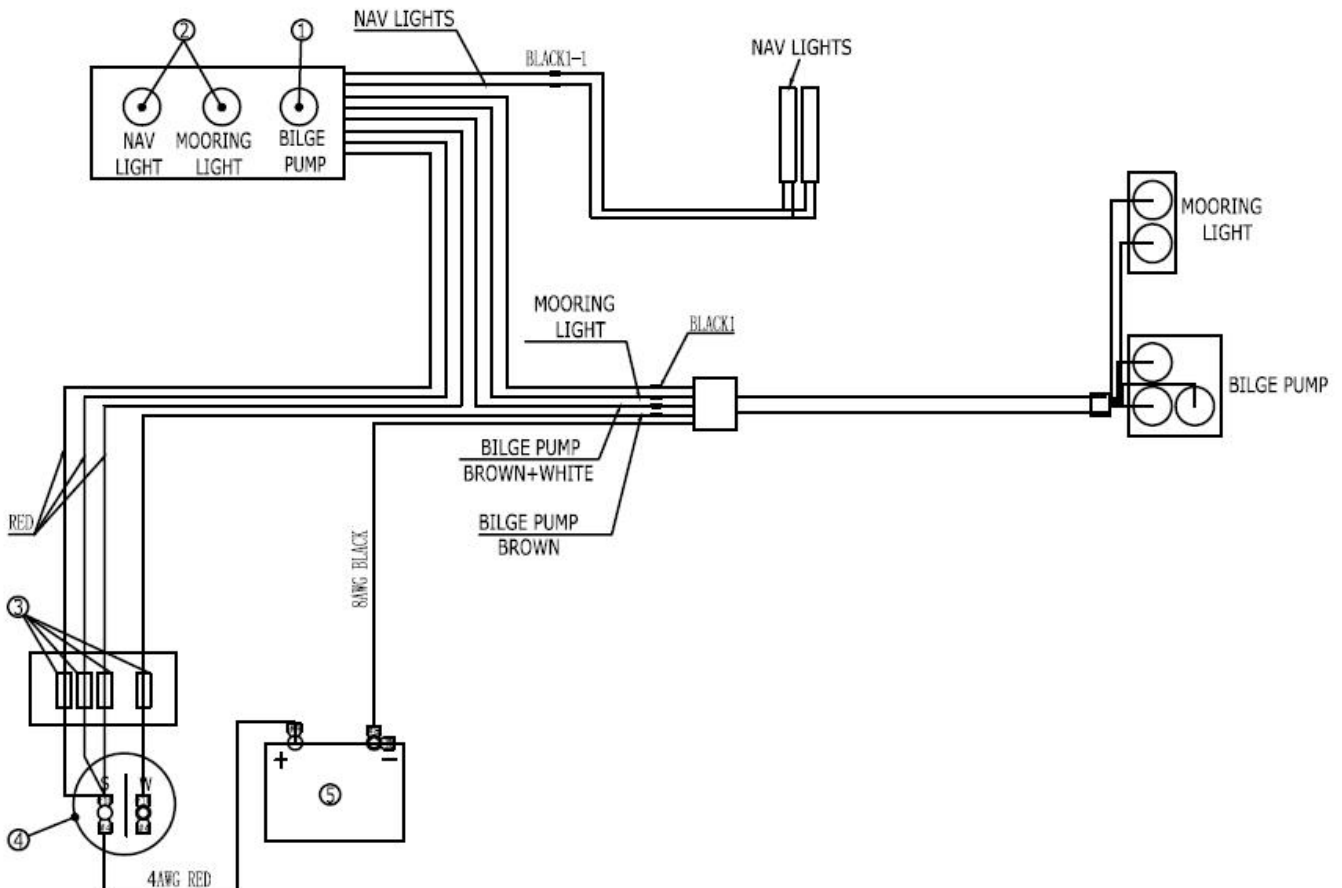 ②
①
NAV LIGHTS
BLACK1-1
NAV LIGHTS
NAV
LIGHT
MOORING
LIGHT
BILGE
PUMP
MOORING
LIGHT
MOORING
LIGHT
BLACK1
BILGE PUMP
BILGE PUMP
BROWN+WHITE
BILGE PUMP
BROWN
RED
8AWG BLACK
③
+
-
⑤
S
④
4AWG RED